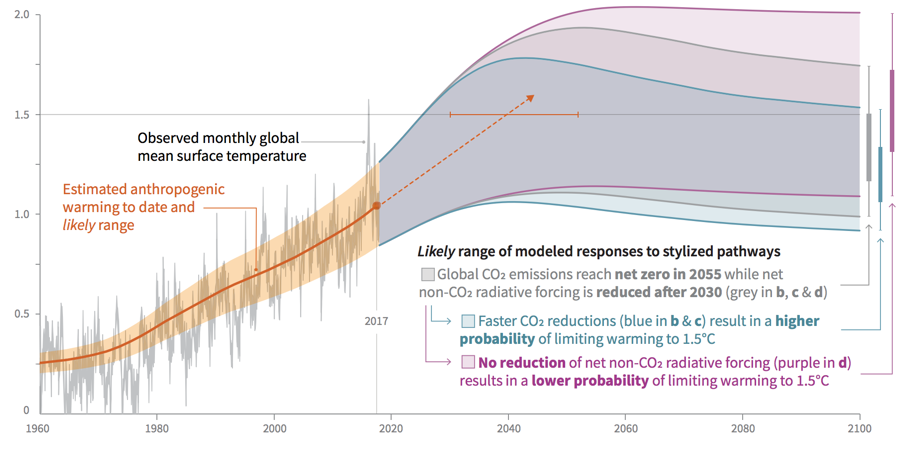 2.0
1.5
1.0
0.5
0
Observed monthly global
mean surface temperature
Estimated anthropogenic
warming to date and
likely range
2017
Likely range of modeled responses to stylized pathways
Global CO₂ emissions reach net zero in 2055 while net
non-CO₂ radiative forcing is reduced after 2030 (grey in b, c & d)
Faster CO₂ reductions (blue in b & c) result in a higher
probability of limiting warming to 1.5°C
No reduction of net non-CO₂ radiative forcing (purple in d)
results in a lower probability of limiting warming to 1.5°C
1960
1980
2000
2020
2040
2060
2080
2100